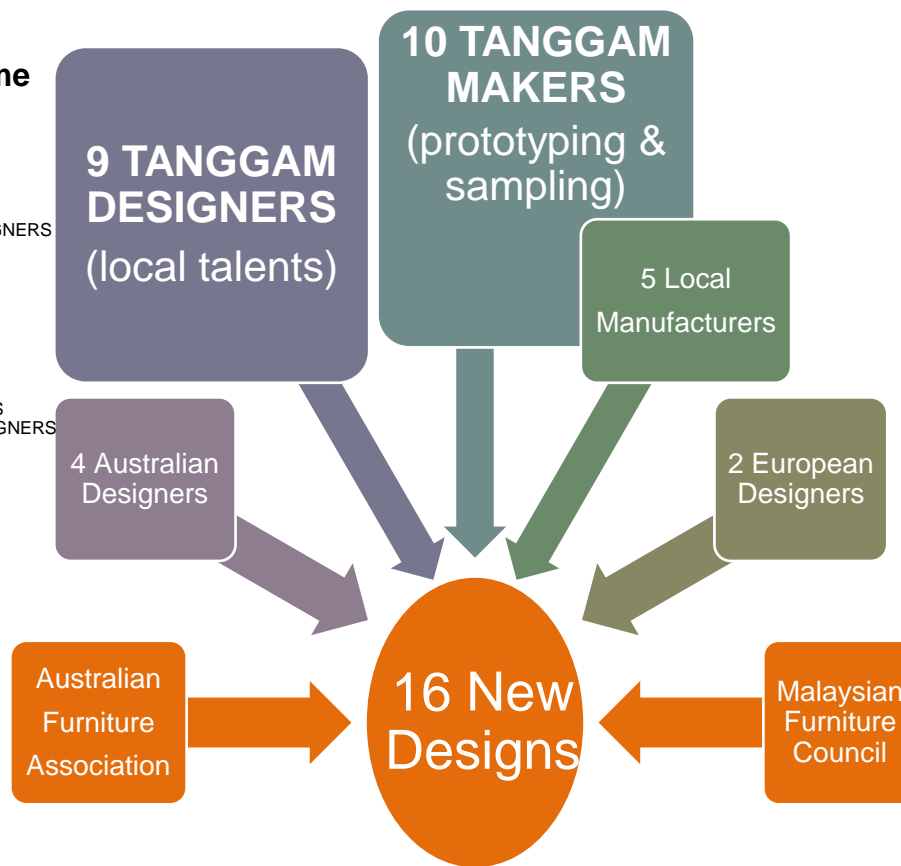 10 TANGGAM
MAKERS
(prototyping &
sampling)
9 TANGGAM
DESIGNERS
(local talents)
5 Local
Manufacturers
4 Australian
Designers
2 European
Designers
Australian
Furniture
Association
16 New
Designs
Malaysian
Furniture
Council